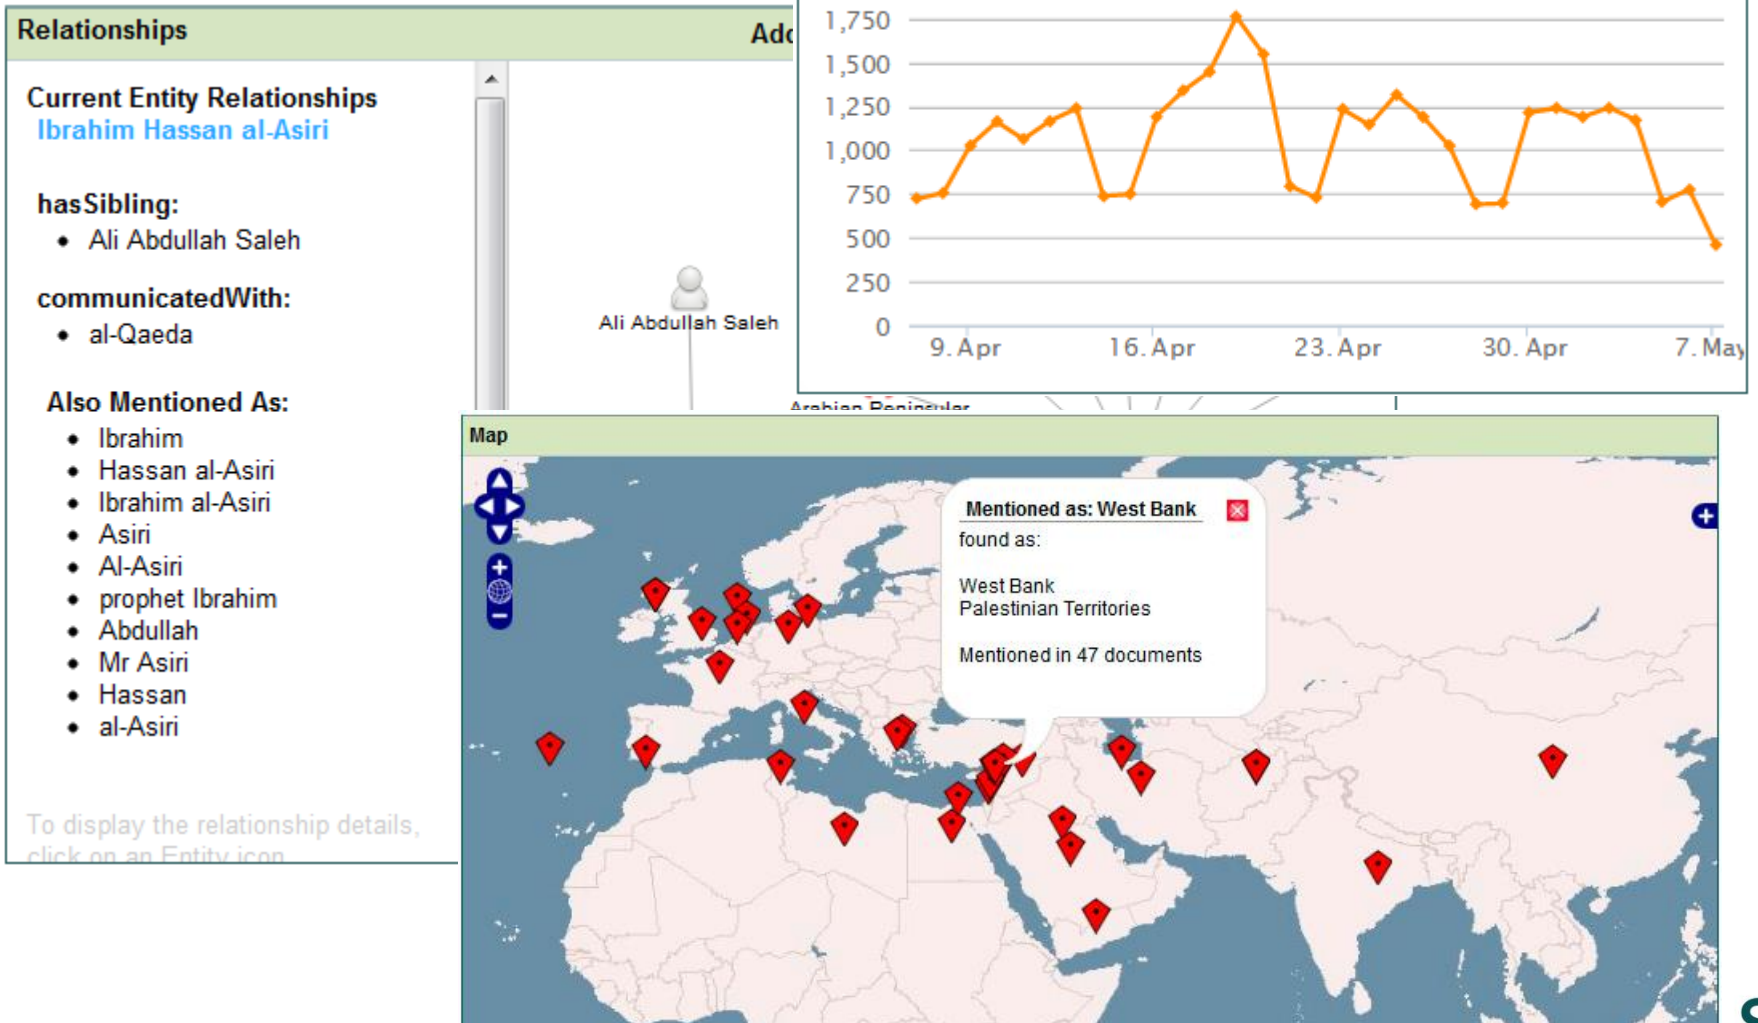 Relationships
Add
Current Entity Relationships
Ibrahim Hassan al-Asiri
hasSibling:
Ali Abdullah Saleh
communicatedWith:
al-Qaeda
Also Mentioned As:
Ibrahim
Hassan al-Asiri
Ibrahim al-Asiri
Asiri
Al-Asiri
prophet Ibrahim
Abdullah
Mr Asiri
Hassan
al-Asiri
To display the relationship details,
click on an Entity icon
Ali Abdullah Saleh
Arabian Peninsular
1,750
1,500
1,250
1,000
750
500
250
0
9. Apr
16. Apr
23. Apr
30. Apr
7. May
Map
Mentioned as: West Bank
found as:
West Bank
Palestinian Territories
Mentioned in 47 documents